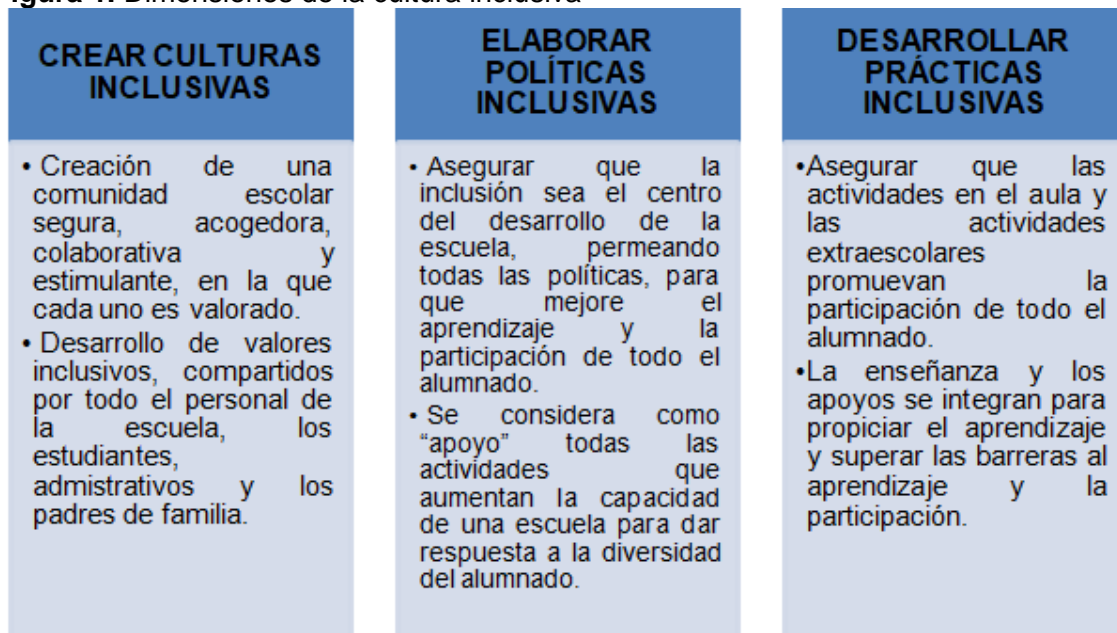 igura 1. Dimensiones de la cultura inclusiva
CREAR CULTURAS
INCLUSIVAS
• Creación de una
comunidad escolar
segura, acogedora,
colaborativa y
estimulante, en la que
cada uno es valorado.
• Desarrollo de valores
inclusivos, compartidos
por todo el personal de
la escuela, los
estudiantes,
admistrativos y los
padres de familia.
ELABORAR
POLÍTICAS
INCLUSIVAS
• Asegurar que la
inclusión sea el centro
del desarrollo de la
escuela, permeando
todas las políticas, para
que mejore el
aprendizaje y la
participación de todo el
alumnado.
• Se considera como
“apoyo” todas las
actividades que
aumentan la capacidad
de una escuela para dar
respuesta a la diversidad
del alumnado.
DESARROLLAR
PRÁCTICAS
INCLUSIVAS
•Asegurar que las
actividades en el aula y
las actividades
extraescolares
promuevan la
participación de todo el
alumnado.
•La enseñanza y los
apoyos se integran para
propiciar el aprendizaje
y superar las barreras al
aprendizaje y la
participación.